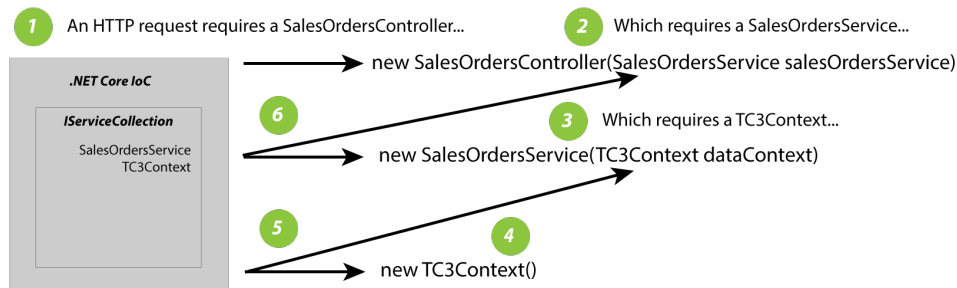 1 An HTTP request requires a SalesOrdersController...
2 Which requires a SalesOrdersService...
new SalesOrdersController(SalesOrdersService salesOrdersService)
.NET Core IoC
IServiceCollection
SalesOrdersService
TC3Context
6
3 Which requires a TC3Context...
new SalesOrdersService(TC3Context dataContext)
5
4
new TC3Context()